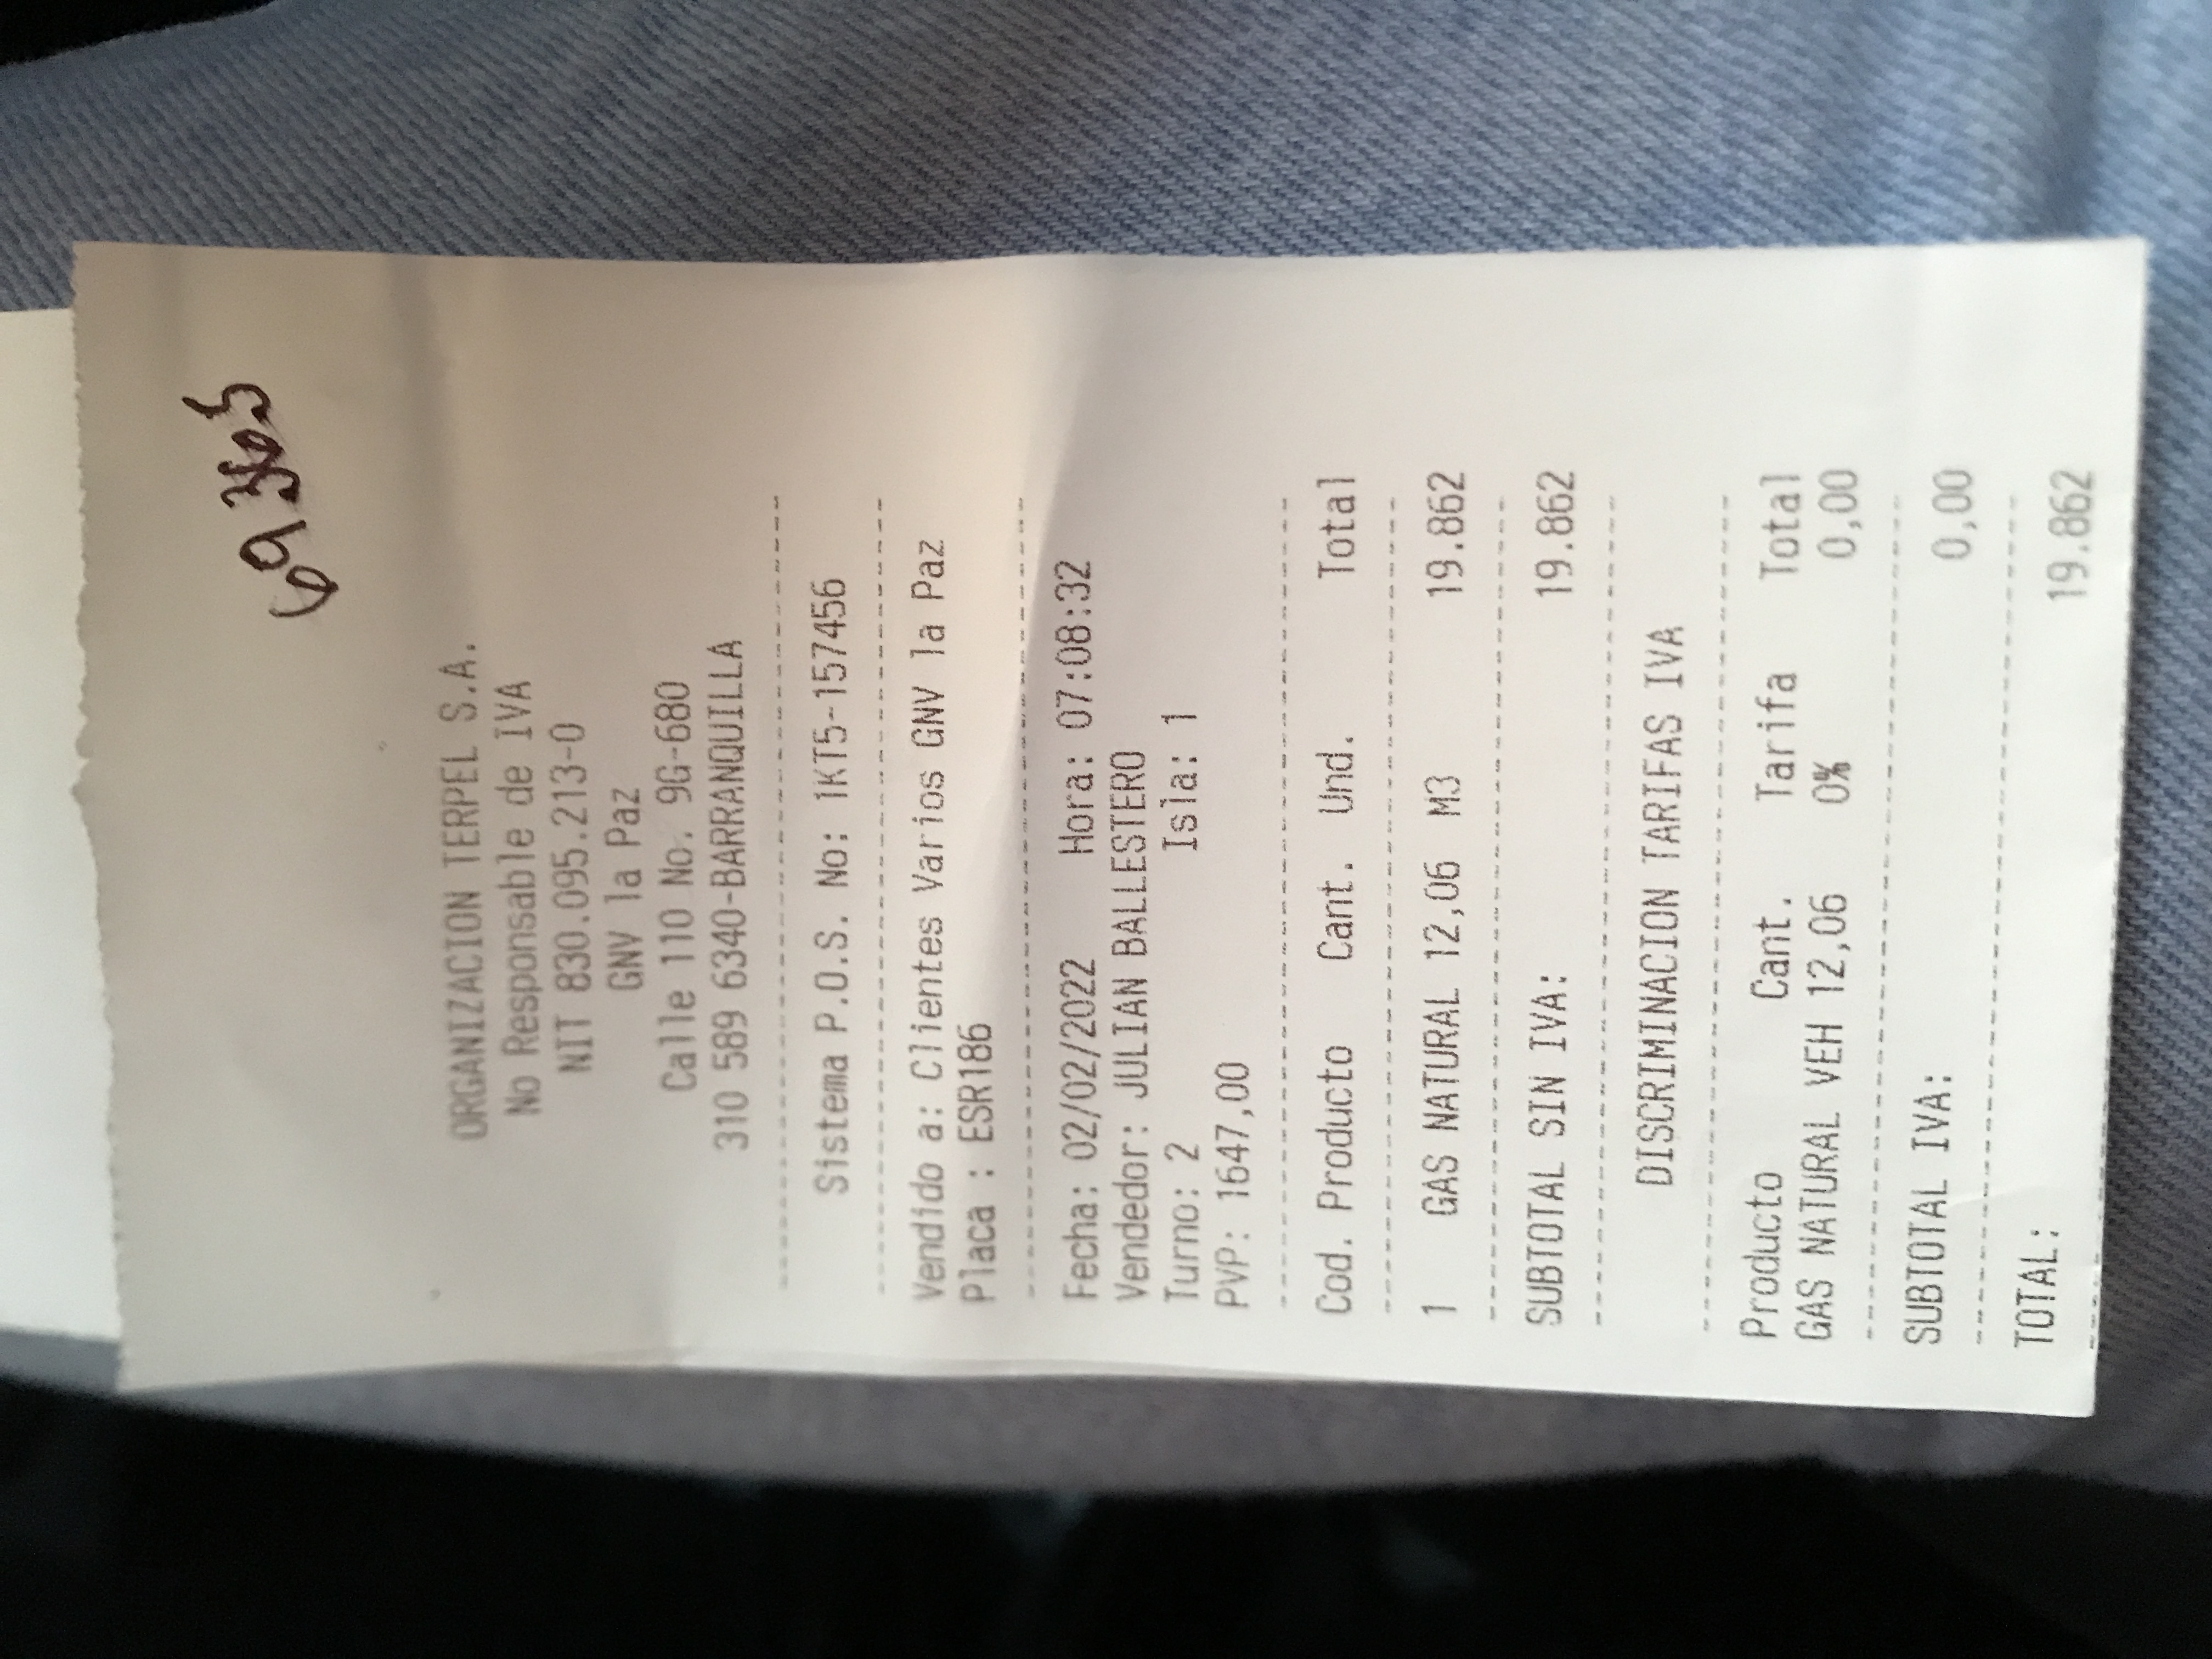 ORGANIZACION TERPEL S.A.
No Responsable de IVA
NIT 830.095.213-0
GNV la Paz
Calle 110 No. 9G-680
310 589 6340-BARRANQUILLA
Sistema P.O.S. No: 1KT5-157456
Vendido a: Clientes Varios GNV la Paz
Placa : ESR186
Fecha: 02/02/2022 Hora: 07:08:32
Vendedor: JULIAN BALLESTERO
Turno: 2 Isla: 1
PVP: 1647,00
Cod. Producto Cant. Und. Total
1 GAS NATURAL 12,06 M3 19.862
SUBTOTAL SIN IVA: 19.862
DISCRIMINACION TARIFAS IVA
Producto Cant. Tarifa Total
GAS NATURAL VEH 12,06 0% 0,00
SUBTOTAL IVA: 0,00
TOTAL: 19.862